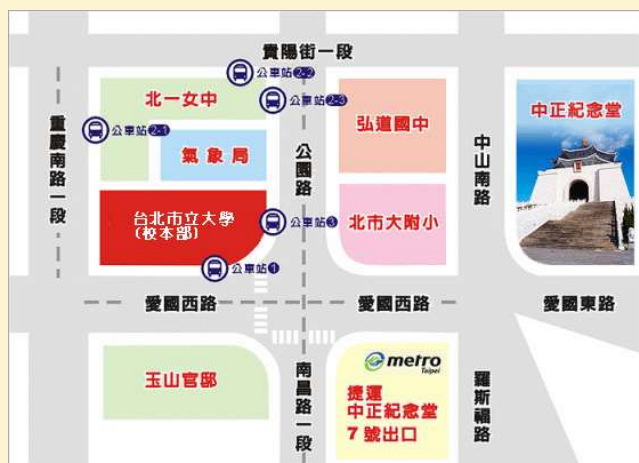 貴陽街一段
公車站2-2
北一女中
公車站2-3
中正紀念堂
弘道國中
重慶南路一段
公車站2-1
氣象局
公園路
中山南路
台北市立大學
(校本部)
公車站3
北市大附小
公車站1
愛國西路
愛國西路
愛國東路
玉山官邸
南昌路一段
metro
Taipei
捷運
中正紀念堂
7號出口
羅斯福路